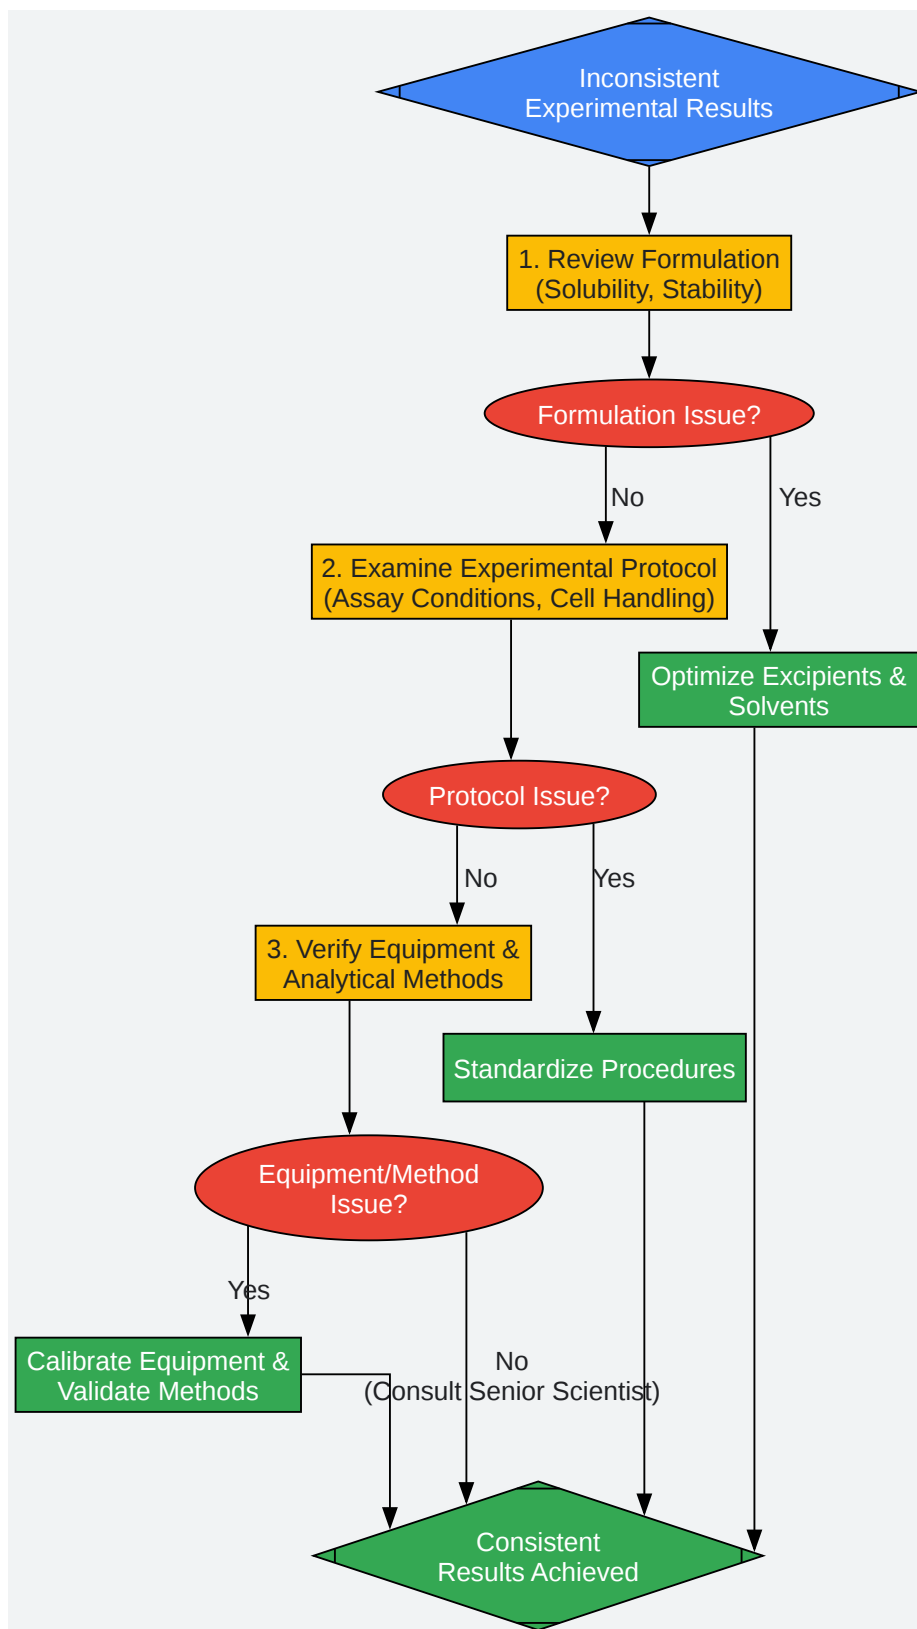 Inconsistent
Experimental Results
1. Review Formulation
(Solubility, Stability)
Formulation Issue?
No
Yes
2. Examine Experimental Protocol
(Assay Conditions, Cell Handling)
Optimize Excipients &
Solvents
Protocol Issue?
No
Yes
3. Verify Equipment &
Analytical Methods
Standardize Procedures
Equipment/Method
Issue?
Yes
No
(Consult Senior Scientist)
Calibrate Equipment &
Validate Methods
Consistent
Results Achieved